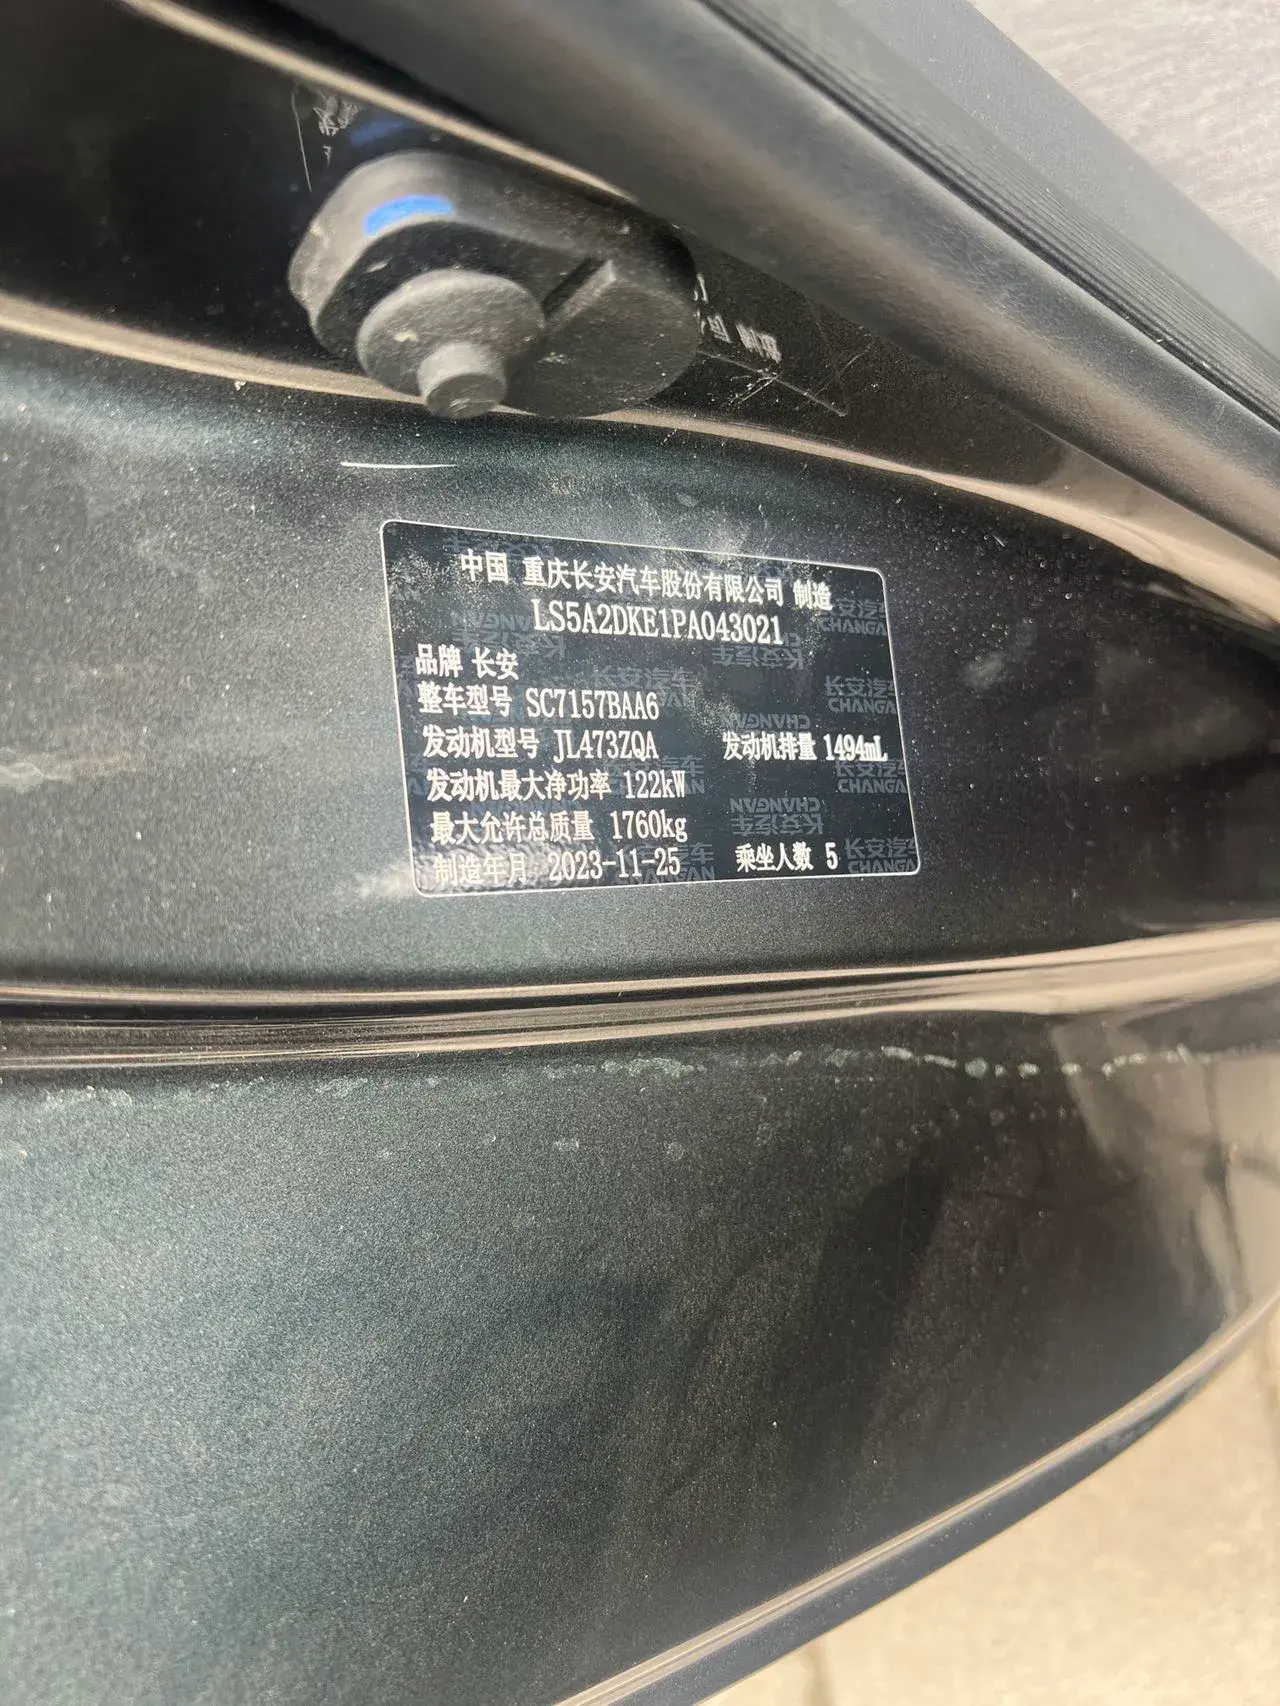 中国 重庆长安汽车股份有限公司 制造
LS5A2DKE1PA043021
品牌 长安
整车型号 SC7157BAA6
发动机型号 JL473ZQA 发动机排量 1494mL
发动机最大净功率 122kW
最大允许总质量 1760kg
制造年月 2023-11-25 乘坐人数 5